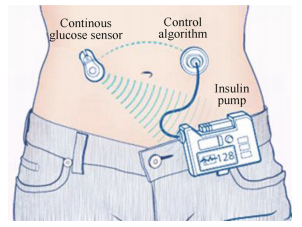 Continous
glucose sensor
Control
algorithm
Insulin
pump
128